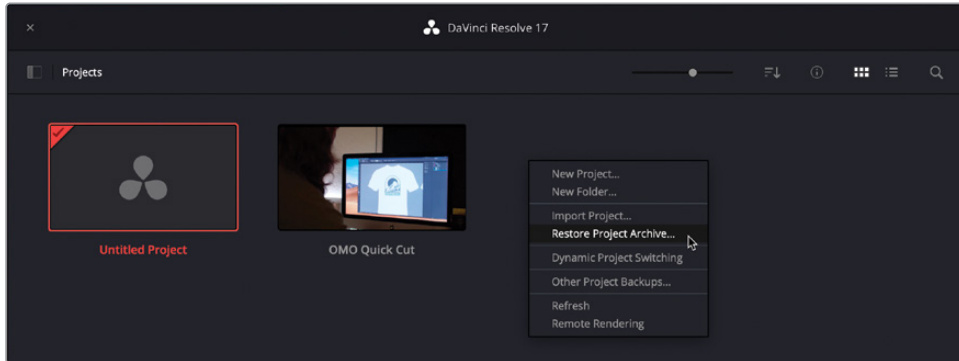 DaVinci Resolve 17
Projects
Untitled Project
OMO Quick Cut
New Project...
New Folder...
Import Project...
Restore Project Archive...
Dynamic Project Switching
Other Project Backups...
Refresh
Remote Rendering